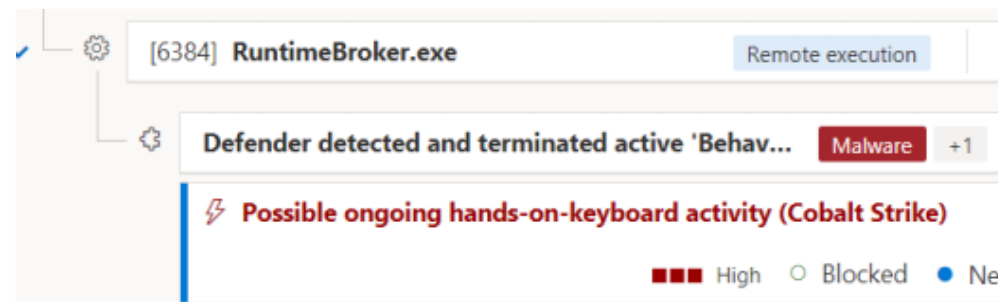 [6384] RuntimeBroker.exe Remote execution
Defender detected and terminated active 'Behav... Malware +1
Possible ongoing hands-on-keyboard activity (Cobalt Strike)
High Blocked Ne